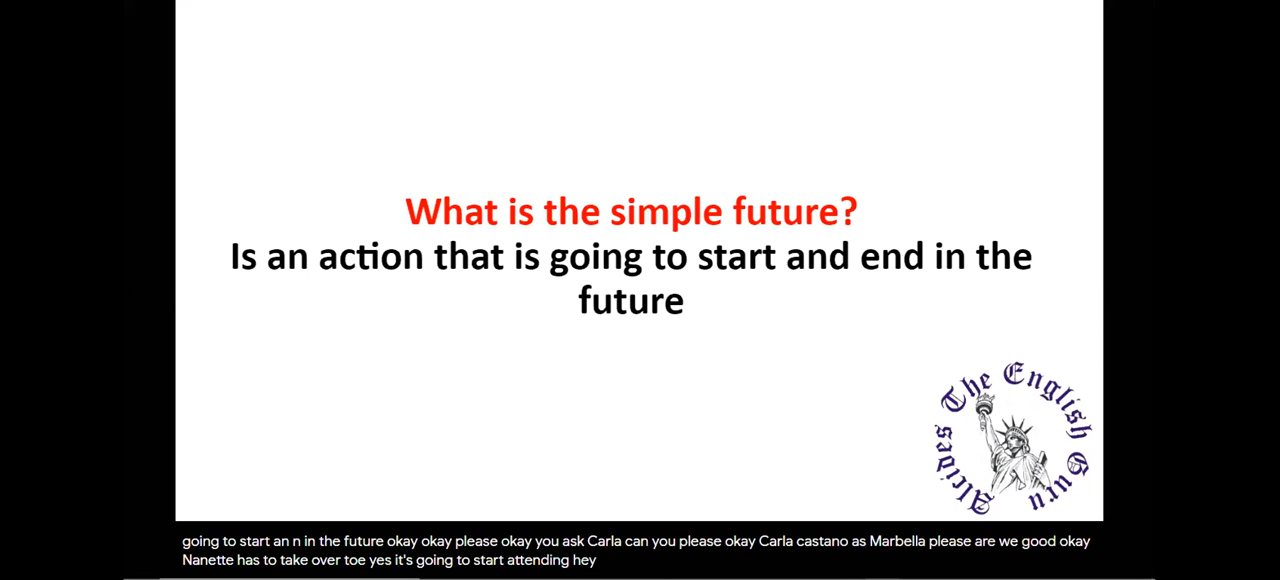 What is the simple future?
Is an action that is going to start and end in the
future
Alcides The English Guru
going to start an n in the future okay okay please okay you ask Carla can you please okay Carla castano as Marbella please are we good okay
Nanette has to take over toe yes it's going to start attending hey